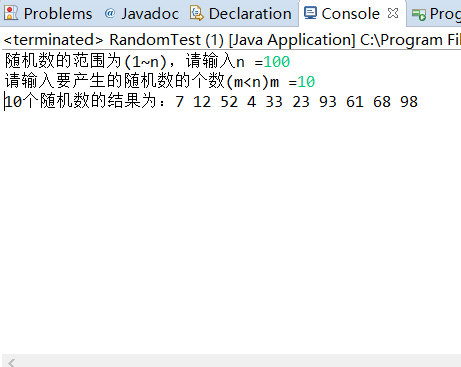 Problems @ Javadoc Declaration Console Prog
<terminated> RandomTest (1) [Java Application] C:\Program Fil
随机数的范围为(1~n)，请输入n =100
请输入要产生的随机数的个数(m<n)m =10
10个随机数的结果为：7 12 52 4 33 23 93 61 68 98